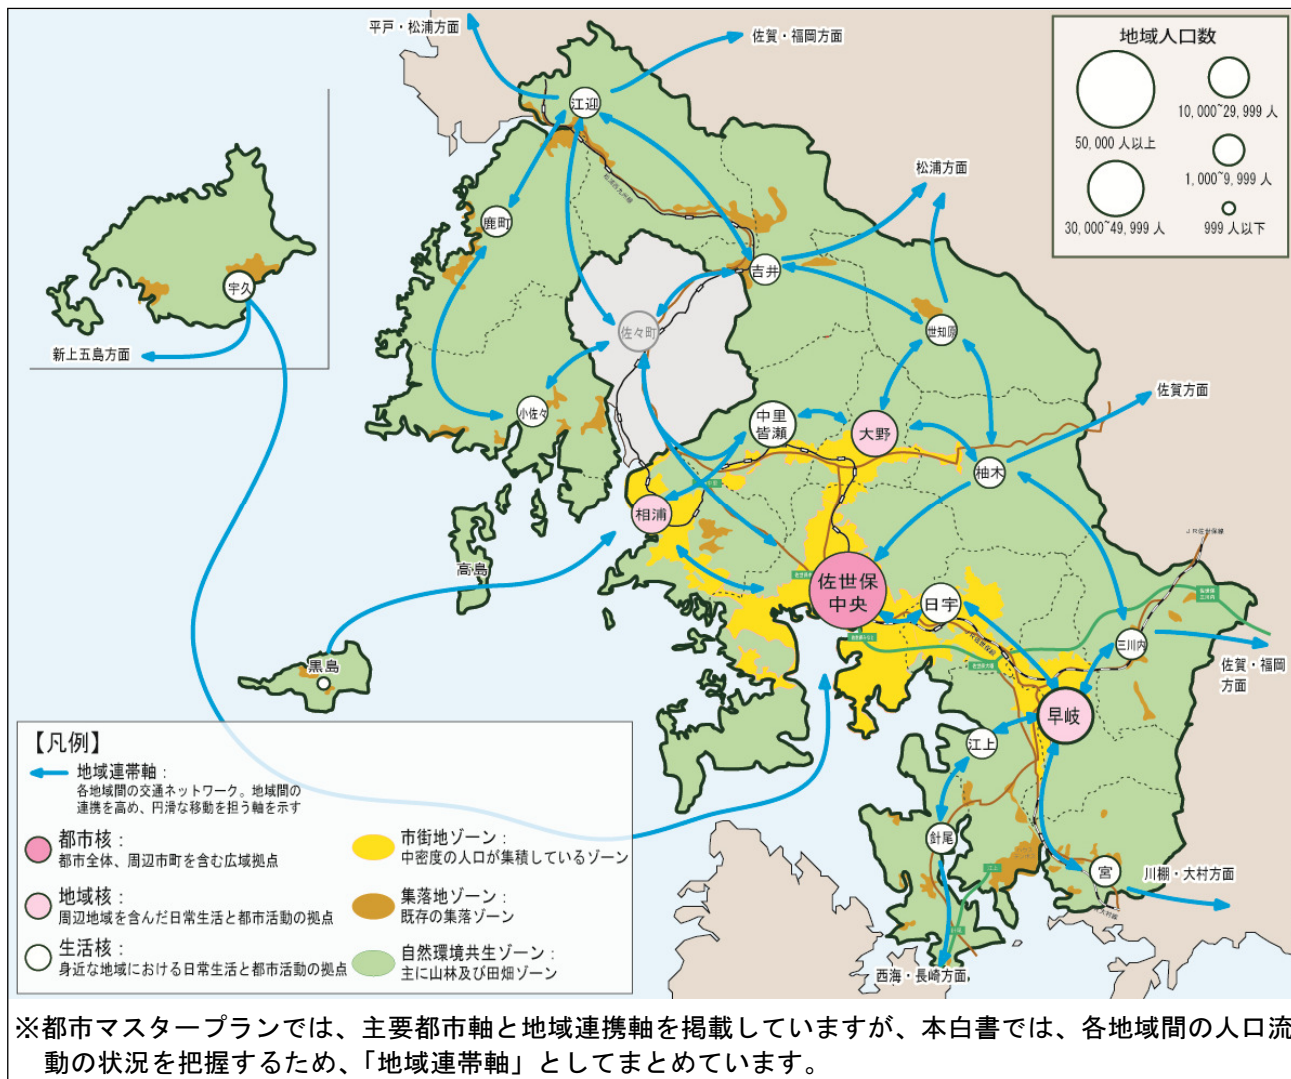 平戸・松浦方面
佐賀・福岡方面
地域人口数
50,000 人以上
10,000~29,999 人
30,000~49,999 人
1,000~9,999 人
999 人以下
江迎
松浦方面
鹿町
吉井
宇久
佐々町
世知原
新上五島方面
佐賀方面
小佐々
中里
皆瀬
大野
柚木
相浦
高島
佐世保
中央
日宇
三川内
佐賀・福岡
方面
黒島
早岐
江上
針尾
宮
川棚・大村方面
西海・長崎方面
【凡例】
地域連帯軸：
各地域間の交通ネットワーク。地域間の
連携を高め、円滑な移動を担う軸を示す
都市核：
都市全体、周辺市町を含む広域拠点
地域核：
周辺地域を含んだ日常生活と都市活動の拠点
生活核：
身近な地域における日常生活と都市活動の拠点
市街地ゾーン：
中密度の人口が集積しているゾーン
集落地ゾーン：
既存の集落ゾーン
自然環境共生ゾーン：
主に山林及び田畑ゾーン
※都市マスタープランでは、主要都市軸と地域連携軸を掲載していますが、本白書では、各地域間の人口流
動の状況を把握するため、「地域連帯軸」としてまとめています。